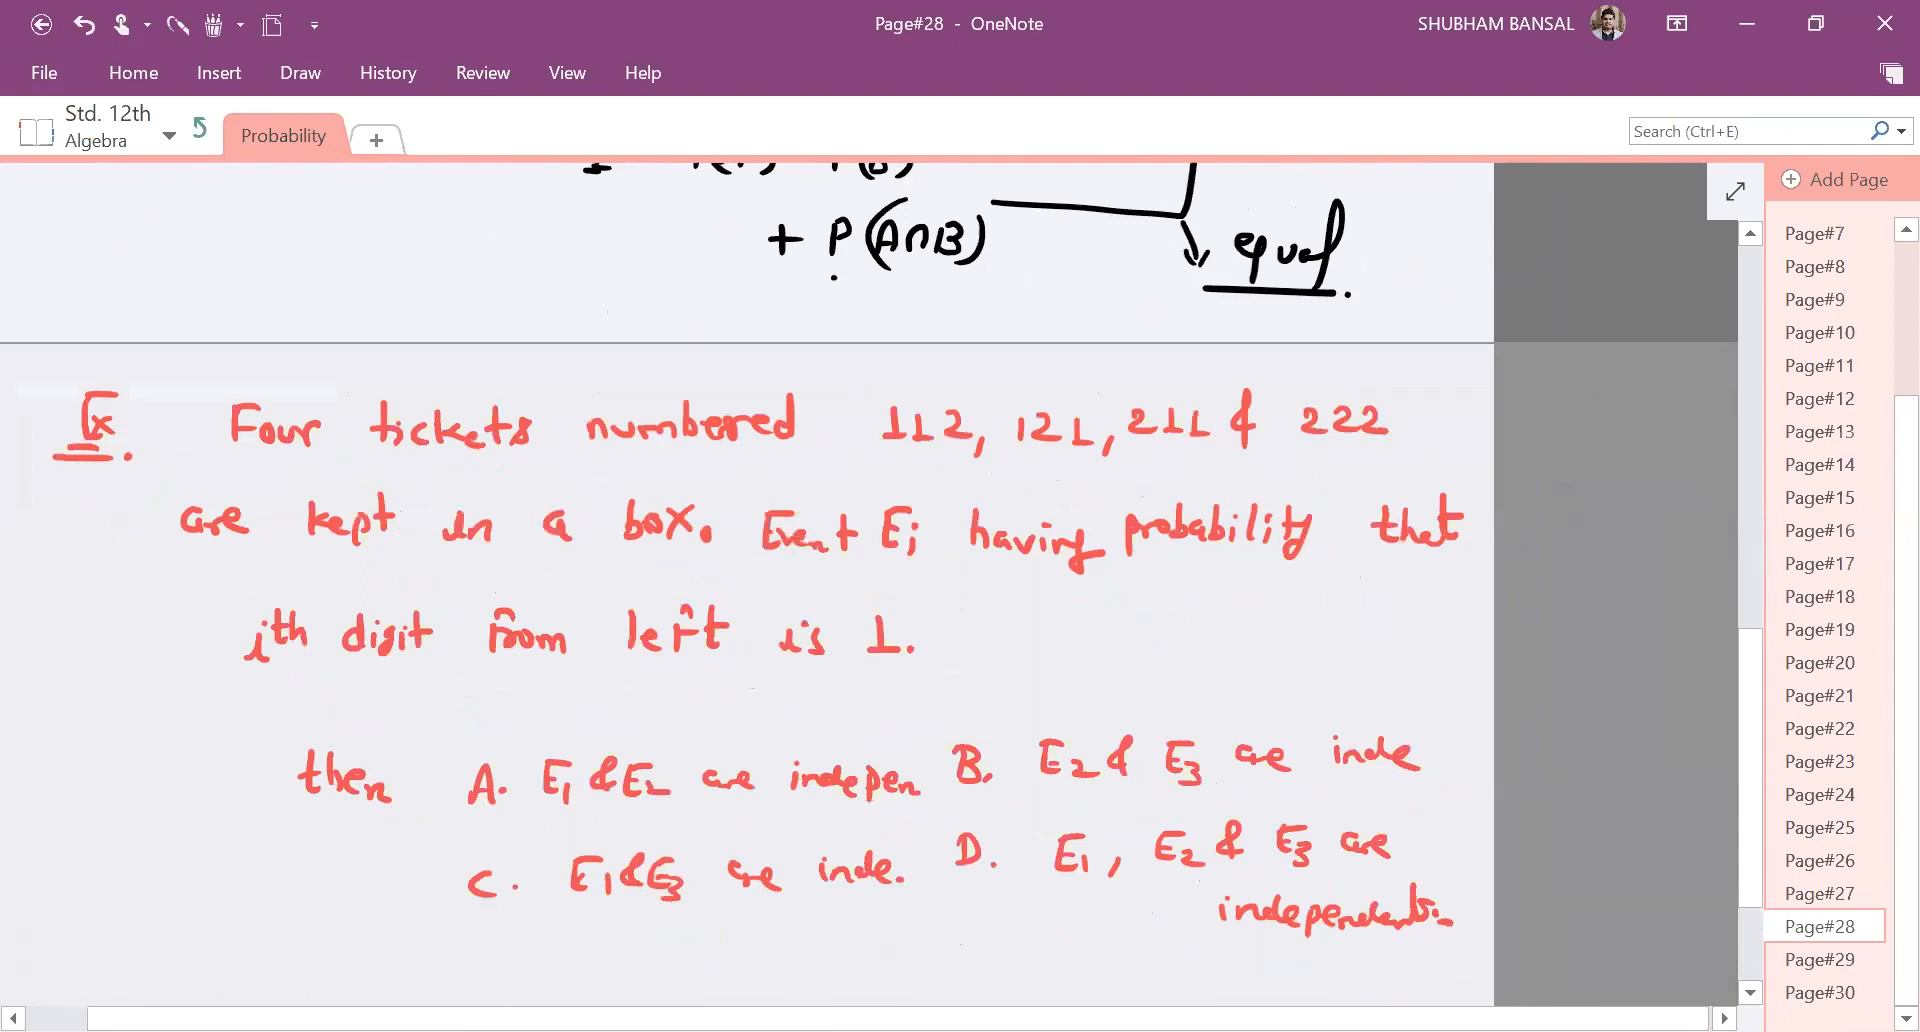 Page#28 - OneNote
SHUBHAM BANSAL
File Home Insert Draw History Review View Help
Std. 12th
Algebra
Probability
+
Search (Ctrl+E)
Add Page
+ P(A∩B)
equal.
Ex. Four tickets numbered 112, 121, 211 & 222
are kept in a box. Event Ei having probability that
ith digit from left is 1.
then A. E1 & E2 are indepen B. E2 & E3 are inde
C. E1 & E3 are inde. D. E1, E2 & E3 are
independent.
Page#7
Page#8
Page#9
Page#10
Page#11
Page#12
Page#13
Page#14
Page#15
Page#16
Page#17
Page#18
Page#19
Page#20
Page#21
Page#22
Page#23
Page#24
Page#25
Page#26
Page#27
Page#28
Page#29
Page#30